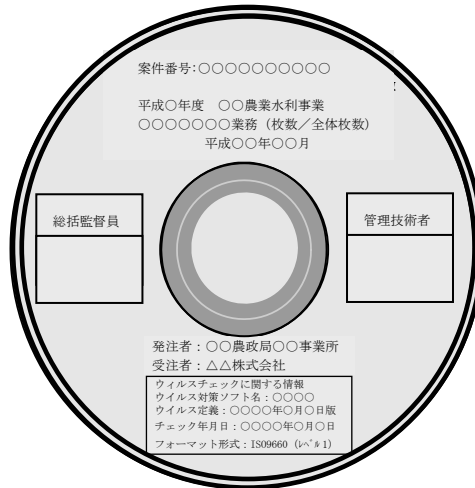 案件番号：○○○○○○○○○○
平成○年度　○○農業水利事業
○○○○○○○業務（枚数／全体枚数）
平成○○年○○月
総括監督員
管理技術者
発注者：○○農政局○○事業所
受注者：△△株式会社
ウィルスチェックに関する情報
ウイルス対策ソフト名：○○○○
ウイルス定義：○○○○年○月○日版
チェック年月日：○○○○年○月○日
フォーマット形式：ISO9660（ﾚﾍﾞﾙ1）